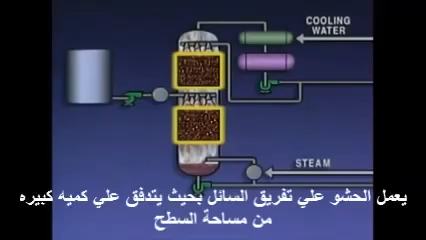 COOLING
WATER
STEAM
يعمل الحشو علي تفريق السائل بحيث يتدفق علي كميه كبيره
من مساحة السطح